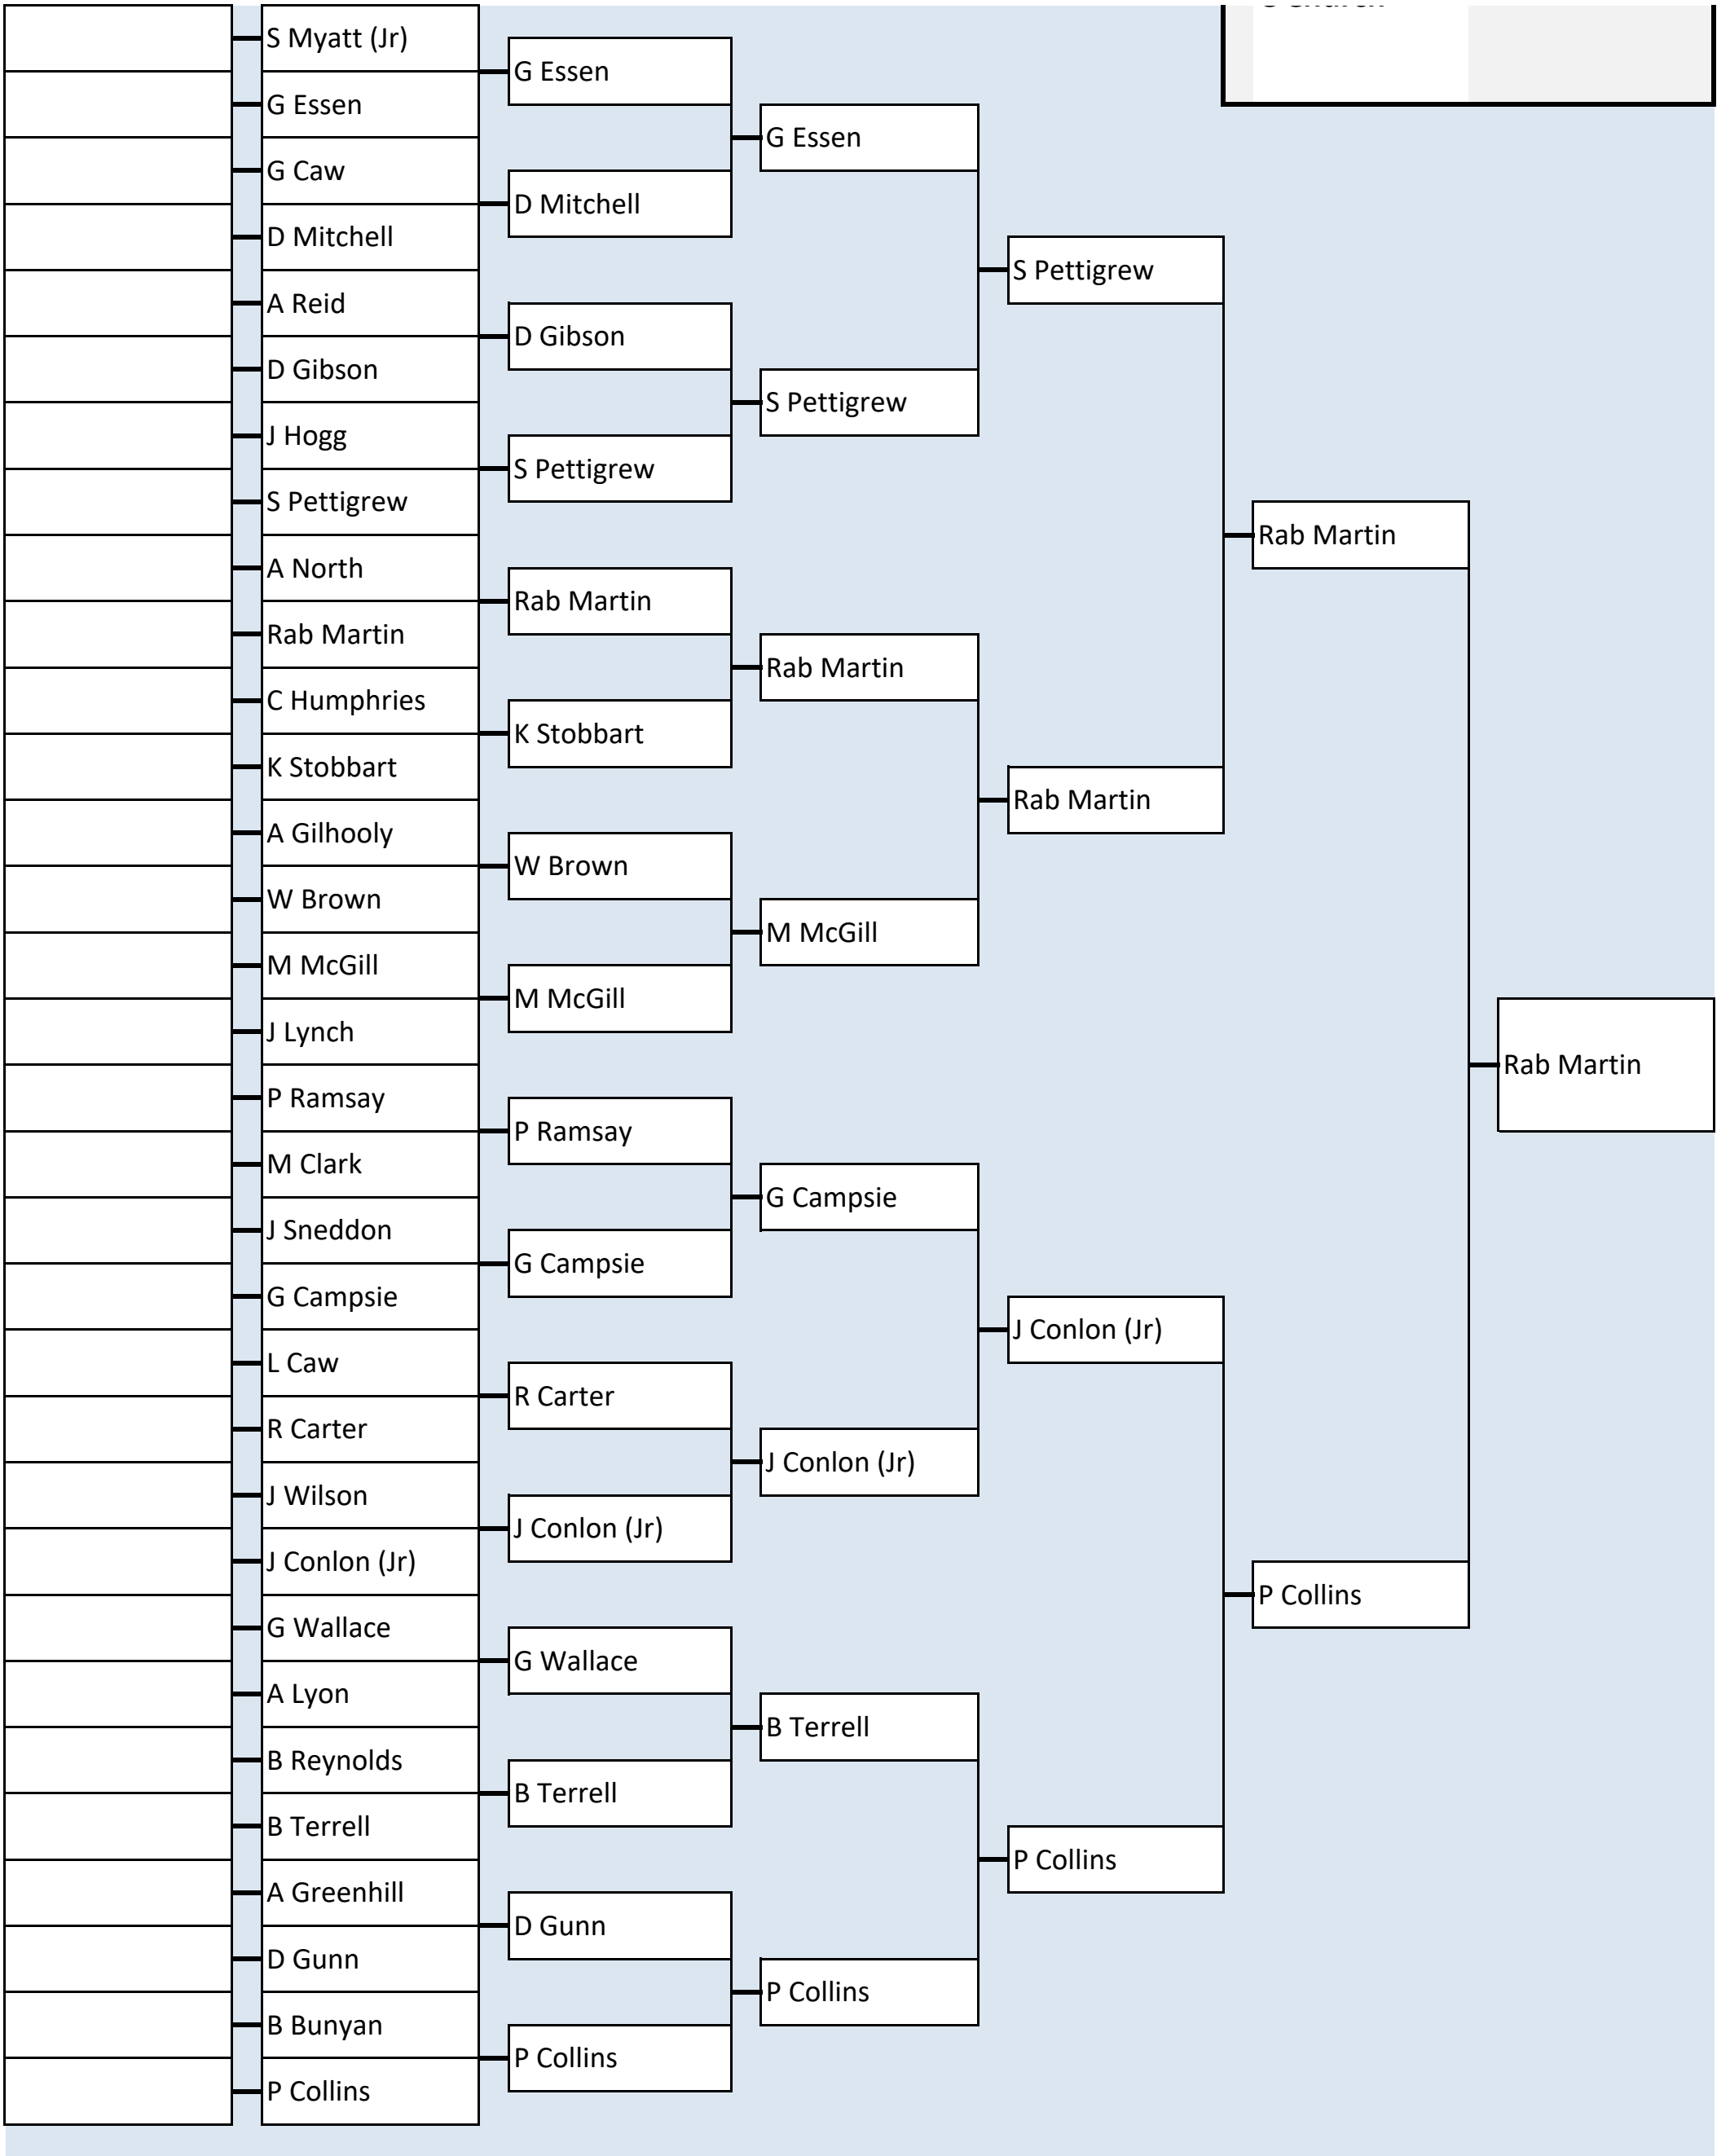 S Myatt (Jr)
G Essen
G Caw
D Mitchell
A Reid
D Gibson
J Hogg
S Pettigrew
A North
Rab Martin
C Humphries
K Stobbart
A Gilhooly
W Brown
M McGill
J Lynch
P Ramsay
M Clark
J Sneddon
G Campsie
L Caw
R Carter
J Wilson
J Conlon (Jr)
G Wallace
A Lyon
B Reynolds
B Terrell
A Greenhill
D Gunn
B Bunyan
P Collins
G Essen
D Mitchell
D Gibson
S Pettigrew
Rab Martin
K Stobbart
W Brown
M McGill
P Ramsay
G Campsie
R Carter
J Conlon (Jr)
G Wallace
B Terrell
D Gunn
P Collins
G Essen
S Pettigrew
Rab Martin
M McGill
G Campsie
J Conlon (Jr)
B Terrell
P Collins
S Pettigrew
Rab Martin
J Conlon (Jr)
P Collins
Rab Martin
P Collins
Rab Martin